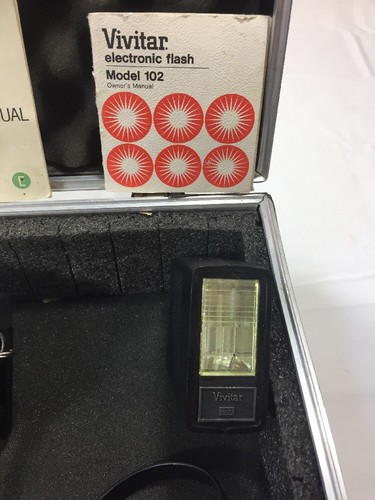 UAL
Vivitar
electronic flash
Model 102
Owner's Manual
E
Vivitar